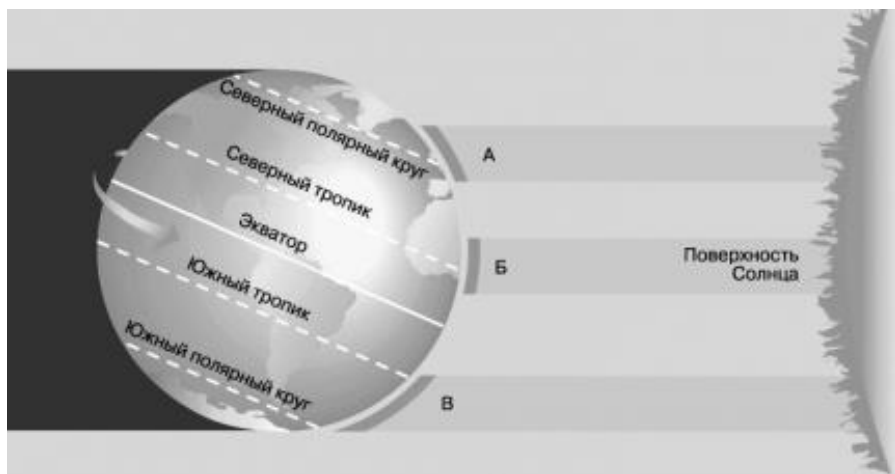 Северный полярный круг
А
Северный тропик
Экватор
Б
Поверхность
Солнца
Южный тропик
Южный полярный круг
В